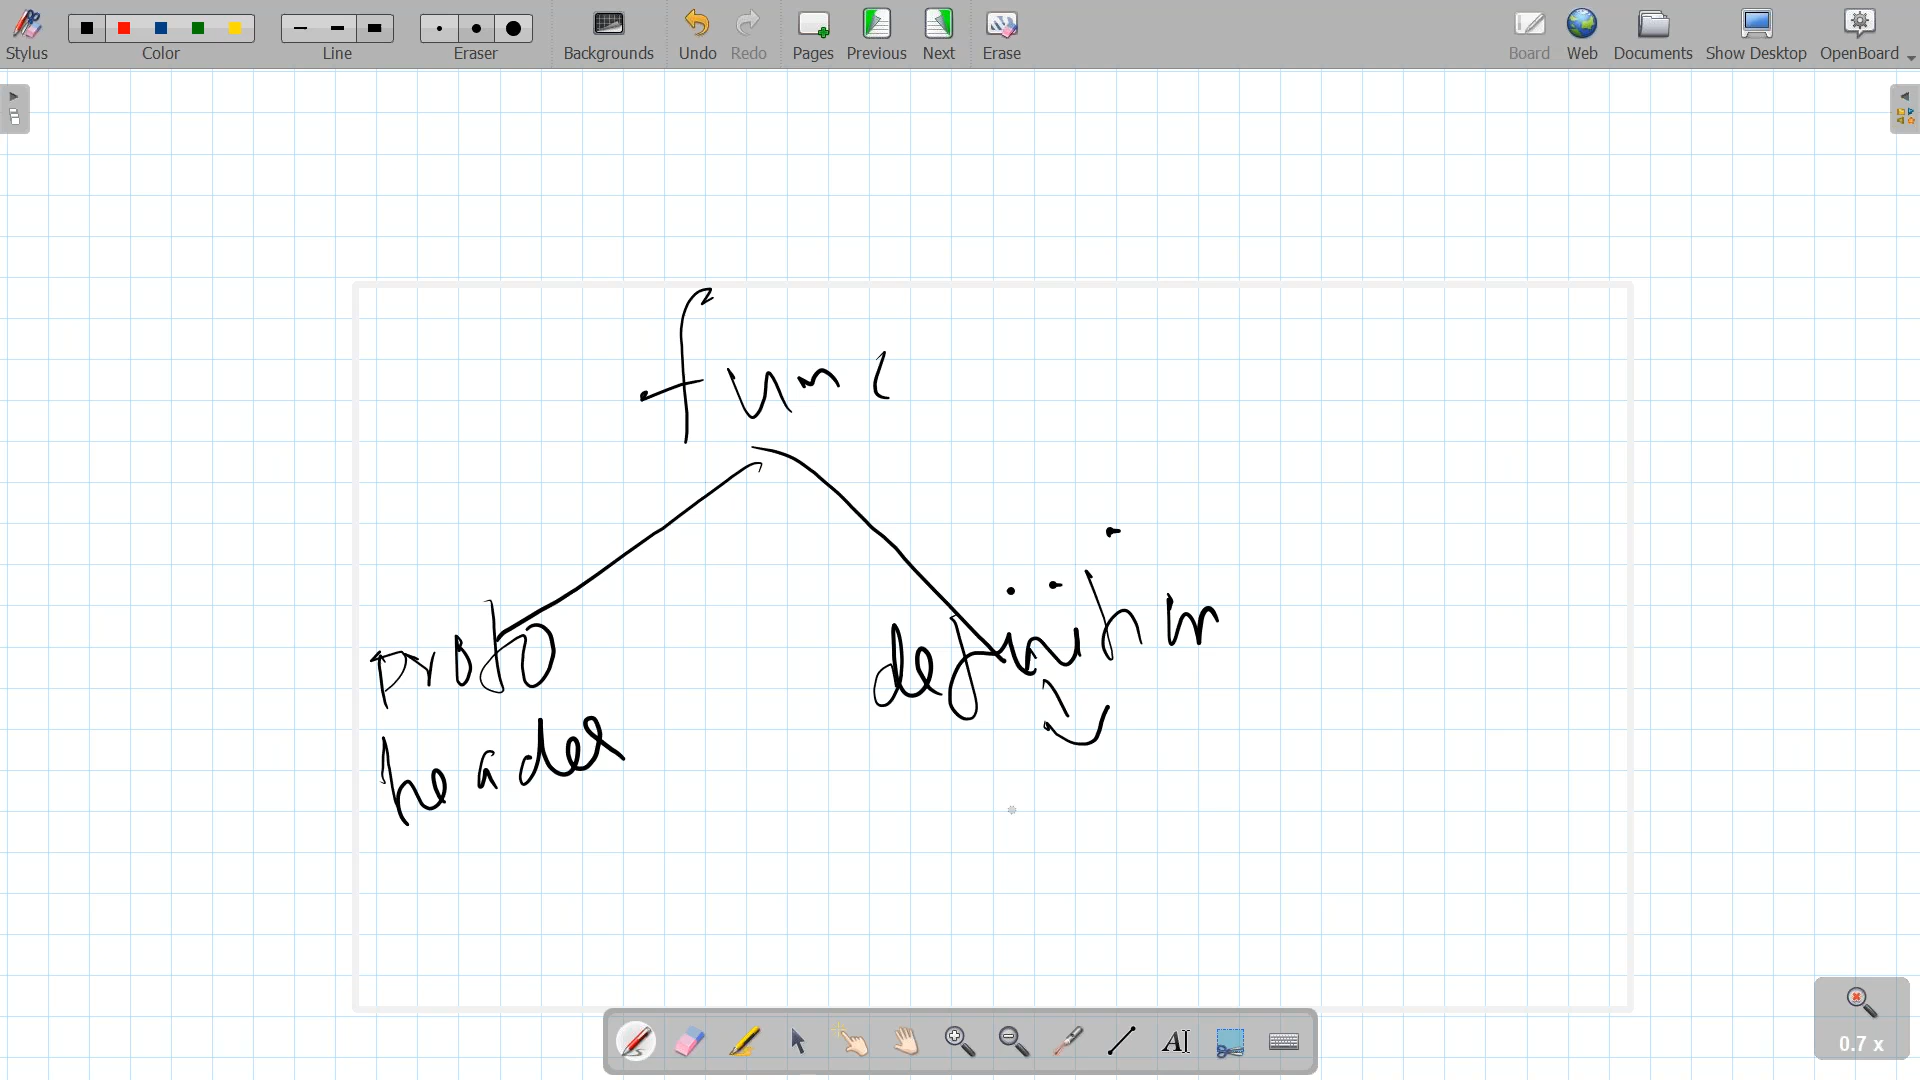 Stylus Color Line Eraser Backgrounds Undo Redo Pages Previous Next Erase Board Web Documents Show Desktop OpenBoard
func
proto definition
header
0.7 x